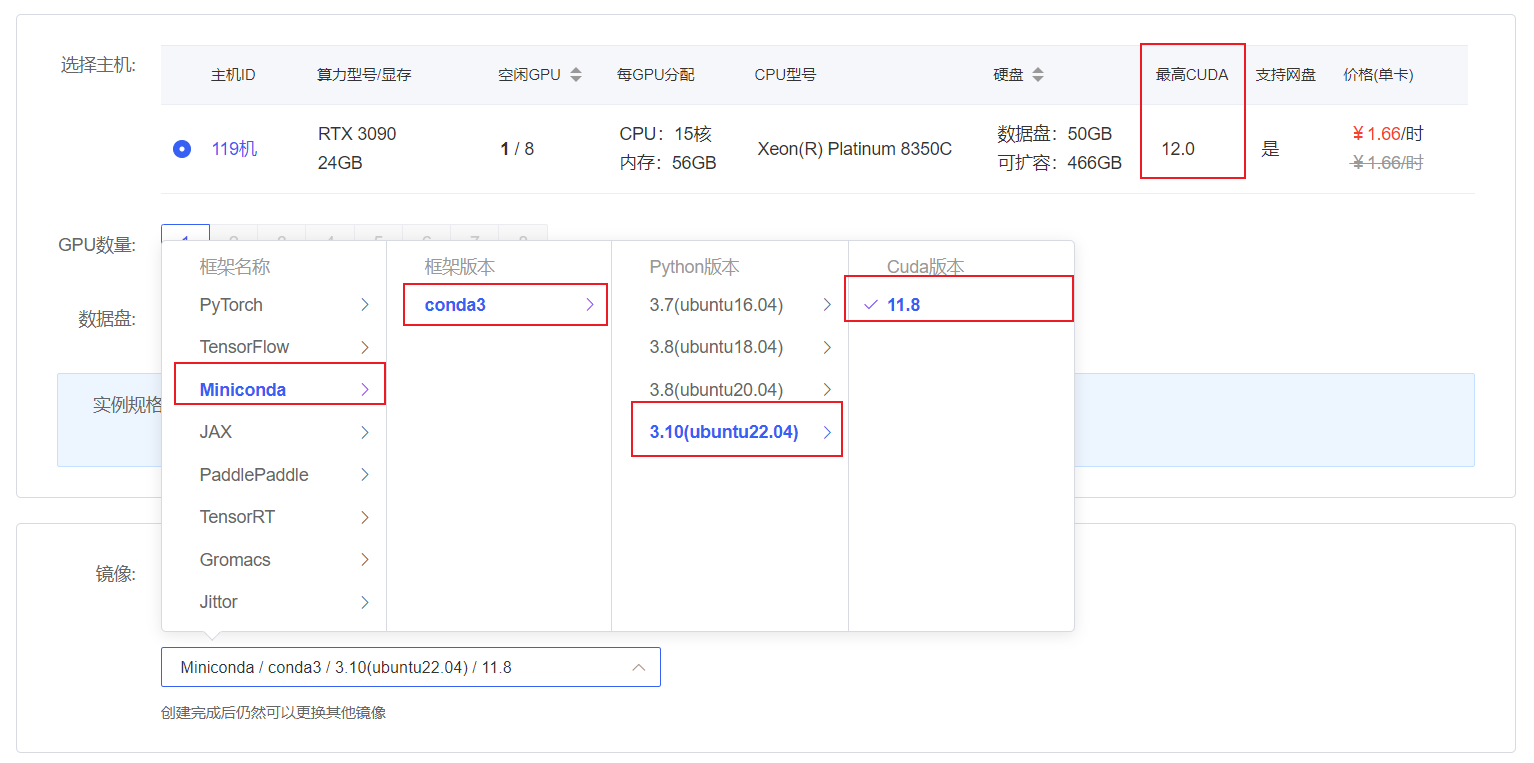 选择主机:
主机ID 算力型号/显存 空闲GPU 每GPU分配 CPU型号 硬盘 最高CUDA 支持网盘 价格(单卡)
119机 RTX 3090 24GB 1 / 8 CPU：15核 内存：56GB Xeon(R) Platinum 8350C 数据盘：50GB 可扩容：466GB 12.0 是 ￥1.66/时 ￥1.66/时
GPU数量: 1 2 3 4 5 6 7 8
框架名称 框架版本 Python版本 Cuda版本
PyTorch conda3 3.7(ubuntu16.04) 11.8
数据盘:
TensorFlow 3.8(ubuntu18.04)
Miniconda 3.8(ubuntu20.04)
实例规格
JAX 3.10(ubuntu22.04)
PaddlePaddle
TensorRT
Gromacs
镜像:
Jittor
Miniconda / conda3 / 3.10(ubuntu22.04) / 11.8
创建完成后仍然可以更换其他镜像